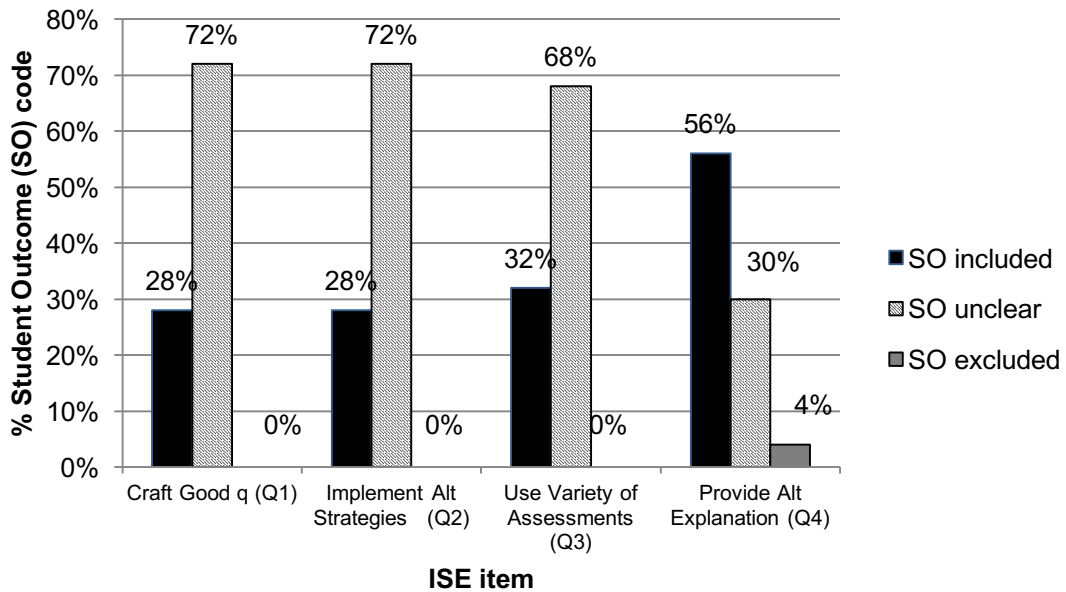 % Student Outcome (SO) code
80%
70%
60%
50%
40%
30%
20%
10%
0%
28%
72%
0%
28%
72%
0%
32%
68%
0%
56%
30%
4%
Craft Good q (Q1)
Implement Alt
Strategies (Q2)
Use Variety of
Assessments
(Q3)
Provide Alt
Explanation (Q4)
ISE item
SO included
SO unclear
SO excluded